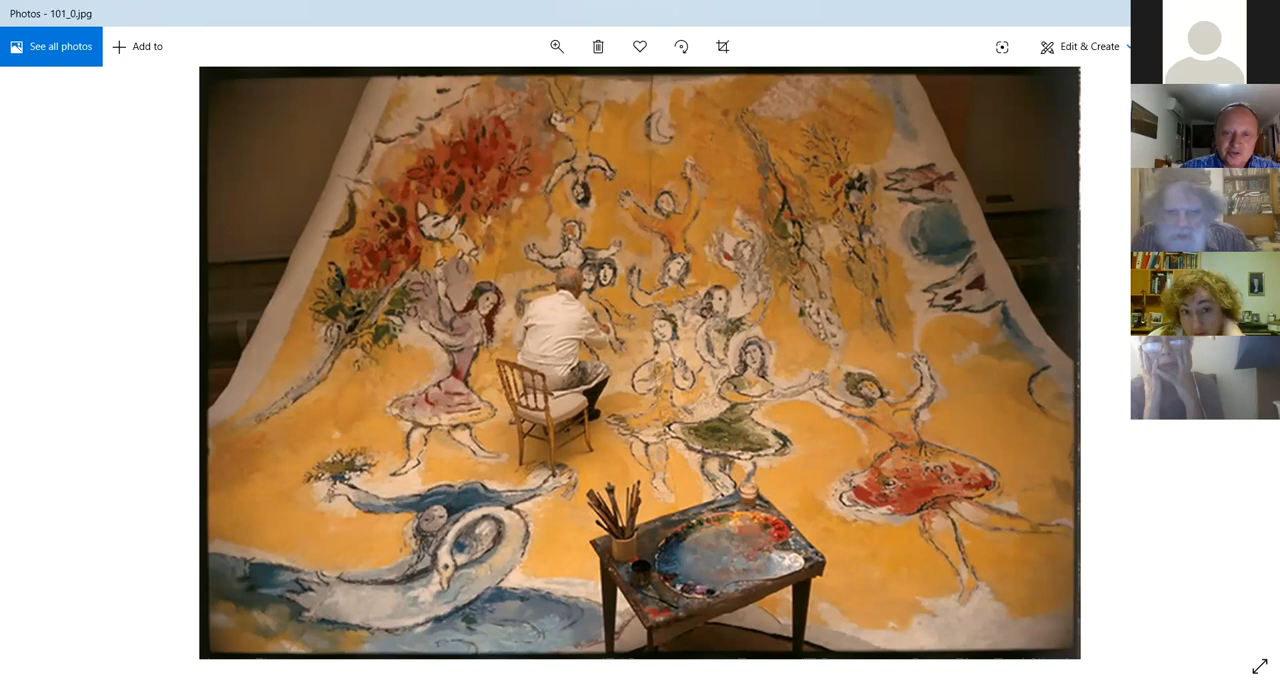 Photos - 101_0.jpg
See all photos
Add to
Edit & Create